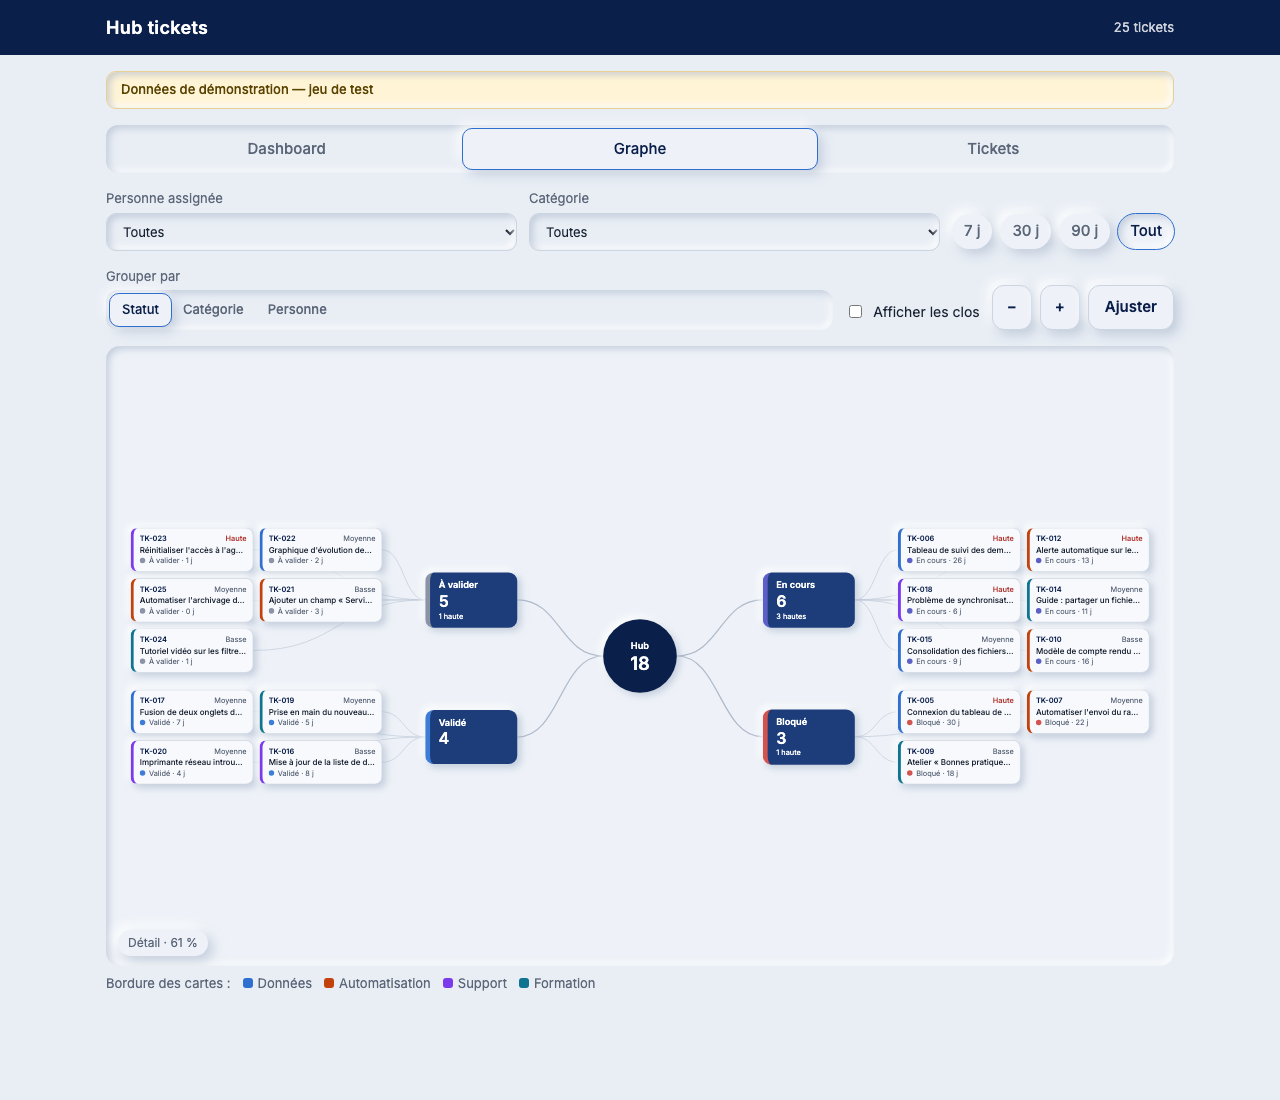 Hub tickets
25 tickets
Données de démonstration — jeu de test
Dashboard
Graphe
Tickets
Personne assignée
Toutes
Catégorie
Toutes
7 j
30 j
90 j
Tout
Grouper par
Statut
Catégorie
Personne
Afficher les clos
−
+
Ajuster
TK-023 Haute
Réinitialiser l'accès à l'ag…
À valider · 1 j
TK-022 Moyenne
Graphique d'évolution de…
À valider · 2 j
TK-025 Moyenne
Automatiser l'archivage d…
À valider · 0 j
TK-021 Basse
Ajouter un champ « Servi…
À valider · 3 j
TK-024 Basse
Tutoriel vidéo sur les filtre…
À valider · 1 j
TK-017 Moyenne
Fusion de deux onglets d…
Validé · 7 j
TK-019 Moyenne
Prise en main du nouveau…
Validé · 5 j
TK-020 Moyenne
Imprimante réseau introu…
Validé · 4 j
TK-016 Basse
Mise à jour de la liste de d…
Validé · 8 j
À valider
5
1 haute
Validé
4
Hub
18
En cours
6
3 hautes
Bloqué
3
1 haute
TK-006 Haute
Tableau de suivi des dem…
En cours · 26 j
TK-012 Haute
Alerte automatique sur le…
En cours · 13 j
TK-018 Haute
Problème de synchronisat…
En cours · 6 j
TK-014 Moyenne
Guide : partager un fichie…
En cours · 11 j
TK-015 Moyenne
Consolidation des fichiers…
En cours · 9 j
TK-010 Basse
Modèle de compte rendu …
En cours · 16 j
TK-005 Haute
Connexion du tableau de …
Bloqué · 30 j
TK-007 Moyenne
Automatiser l'envoi du ra…
Bloqué · 22 j
TK-009 Basse
Atelier « Bonnes pratique…
Bloqué · 18 j
Détail · 61 %
Bordure des cartes :
Données
Automatisation
Support
Formation